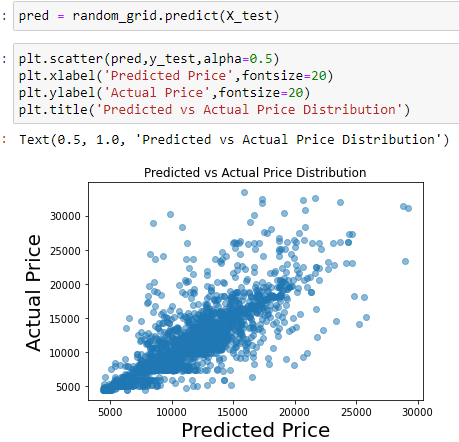 : pred = random_grid.predict(X_test)
: plt.scatter(pred,y_test,alpha=0.5)
plt.xlabel('Predicted Price',fontsize=20)
plt.ylabel('Actual Price',fontsize=20)
plt.title('Predicted vs Actual Price Distribution')
: Text(0.5, 1.0, 'Predicted vs Actual Price Distribution')
Predicted vs Actual Price Distribution
30000
25000
20000
15000
10000
5000
Actual Price
5000 10000 15000 20000 25000 30000
Predicted Price